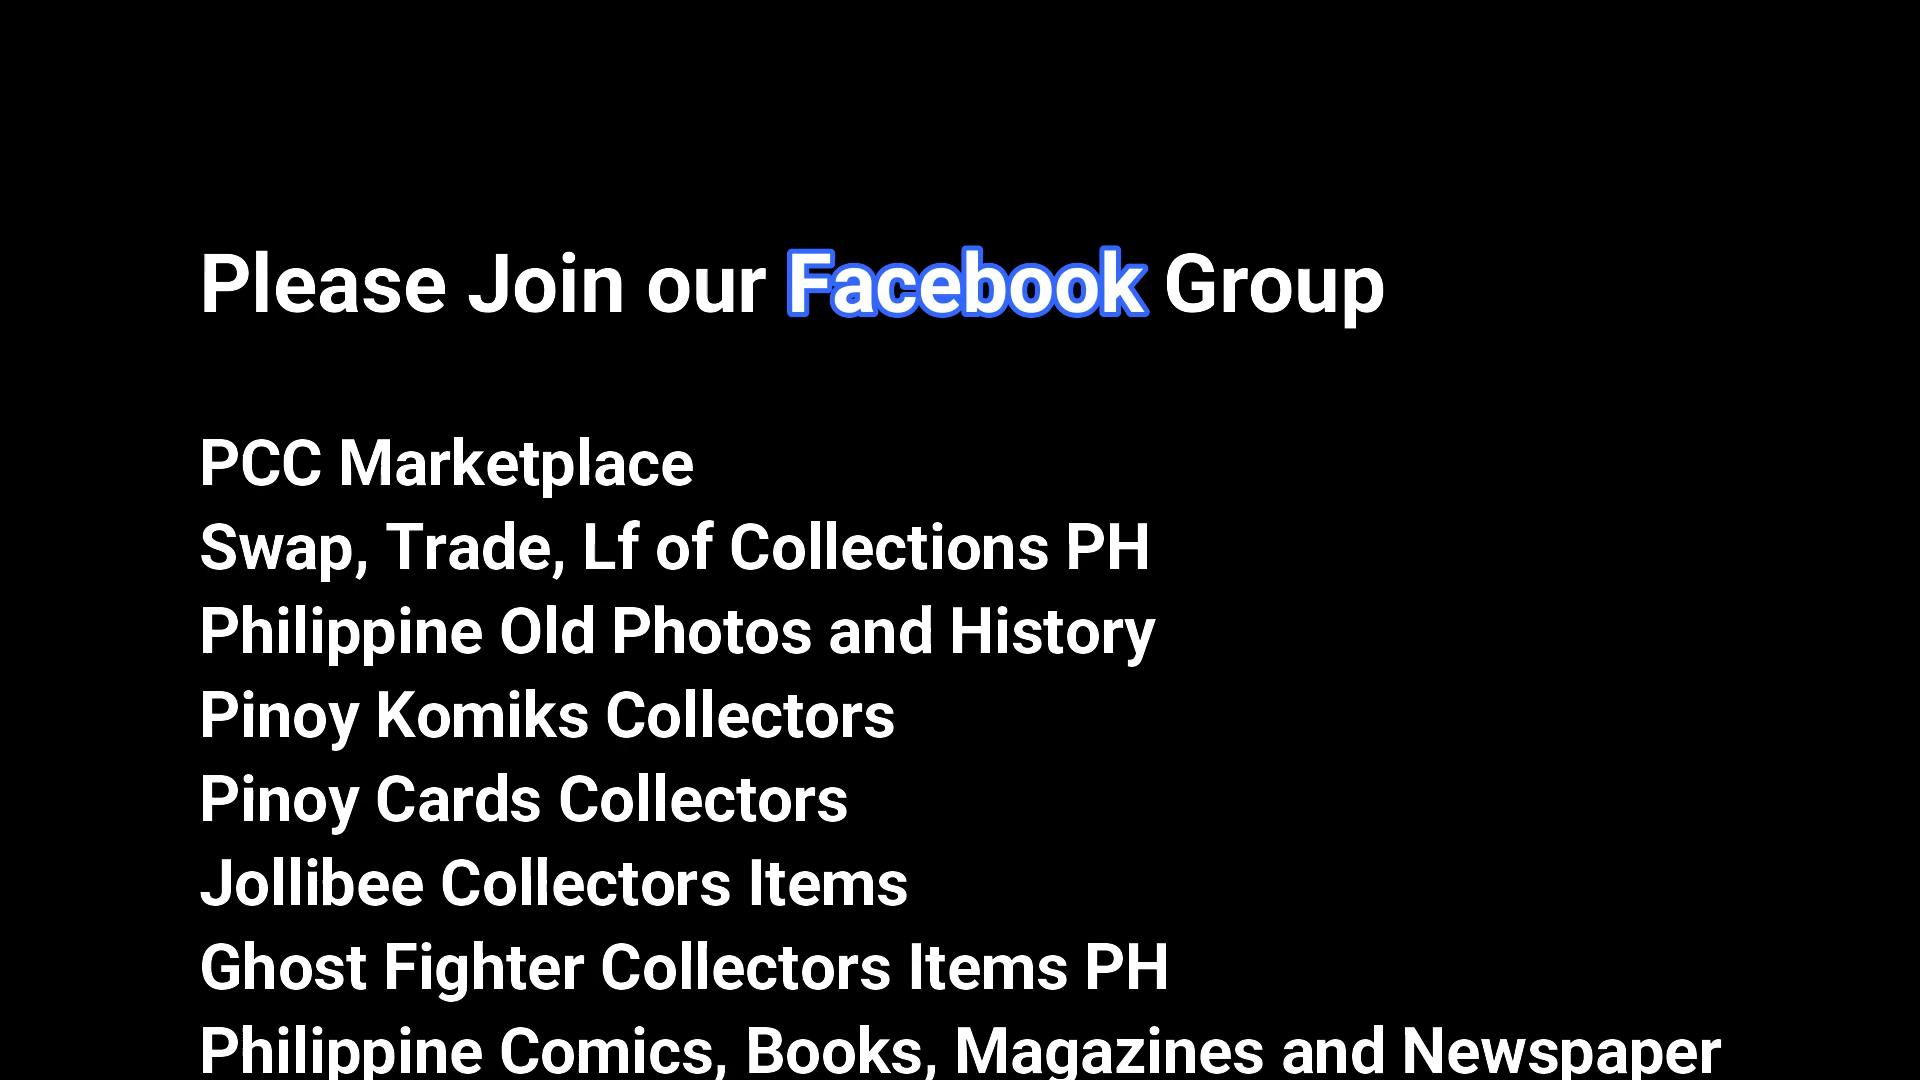 Please Join our Facebook Group
PCC Marketplace
Swap, Trade, Lf of Collections PH
Philippine Old Photos and History
Pinoy Komiks Collectors
Pinoy Cards Collectors
Jollibee Collectors Items
Ghost Fighter Collectors Items PH
Philippine Comics, Books, Magazines and Newspaper